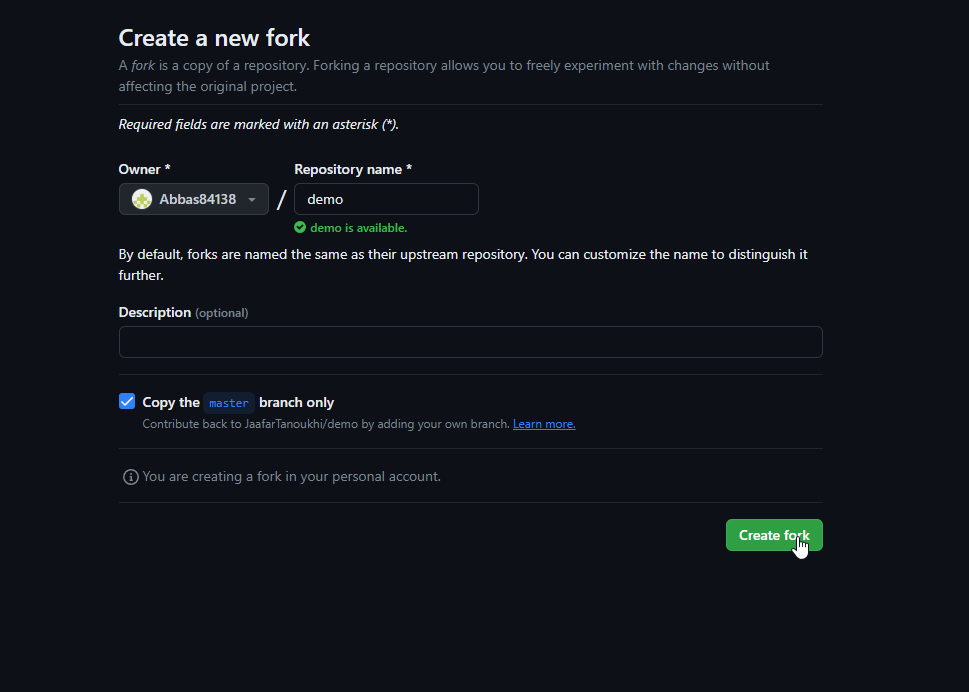 Create a new fork
A fork is a copy of a repository. Forking a repository allows you to freely experiment with changes without
affecting the original project.
Required fields are marked with an asterisk (*).
Owner * Repository name *
Abbas84138 / demo
demo is available.
By default, forks are named the same as their upstream repository. You can customize the name to distinguish it
further.
Description (optional)
Copy the master branch only
Contribute back to JaafarTanoukhi/demo by adding your own branch. Learn more.
You are creating a fork in your personal account.
Create fork